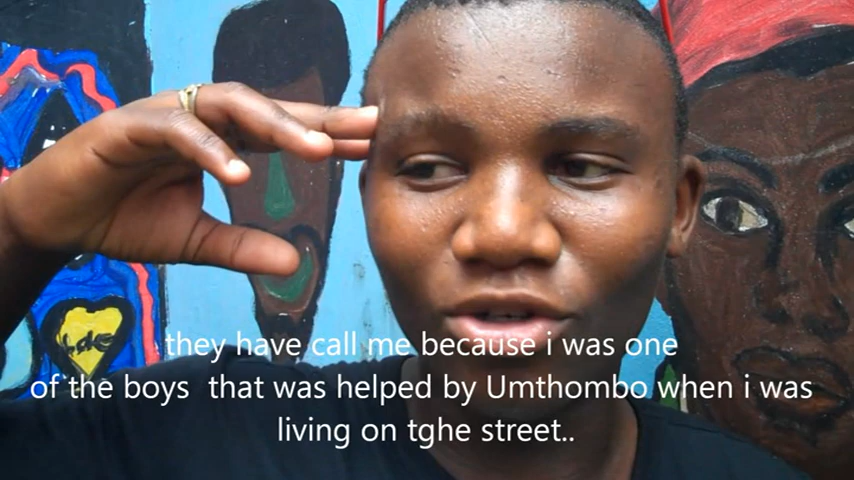 they have call me because i was one
of the boys that was helped by Umthombo when i was
living on tghe street..